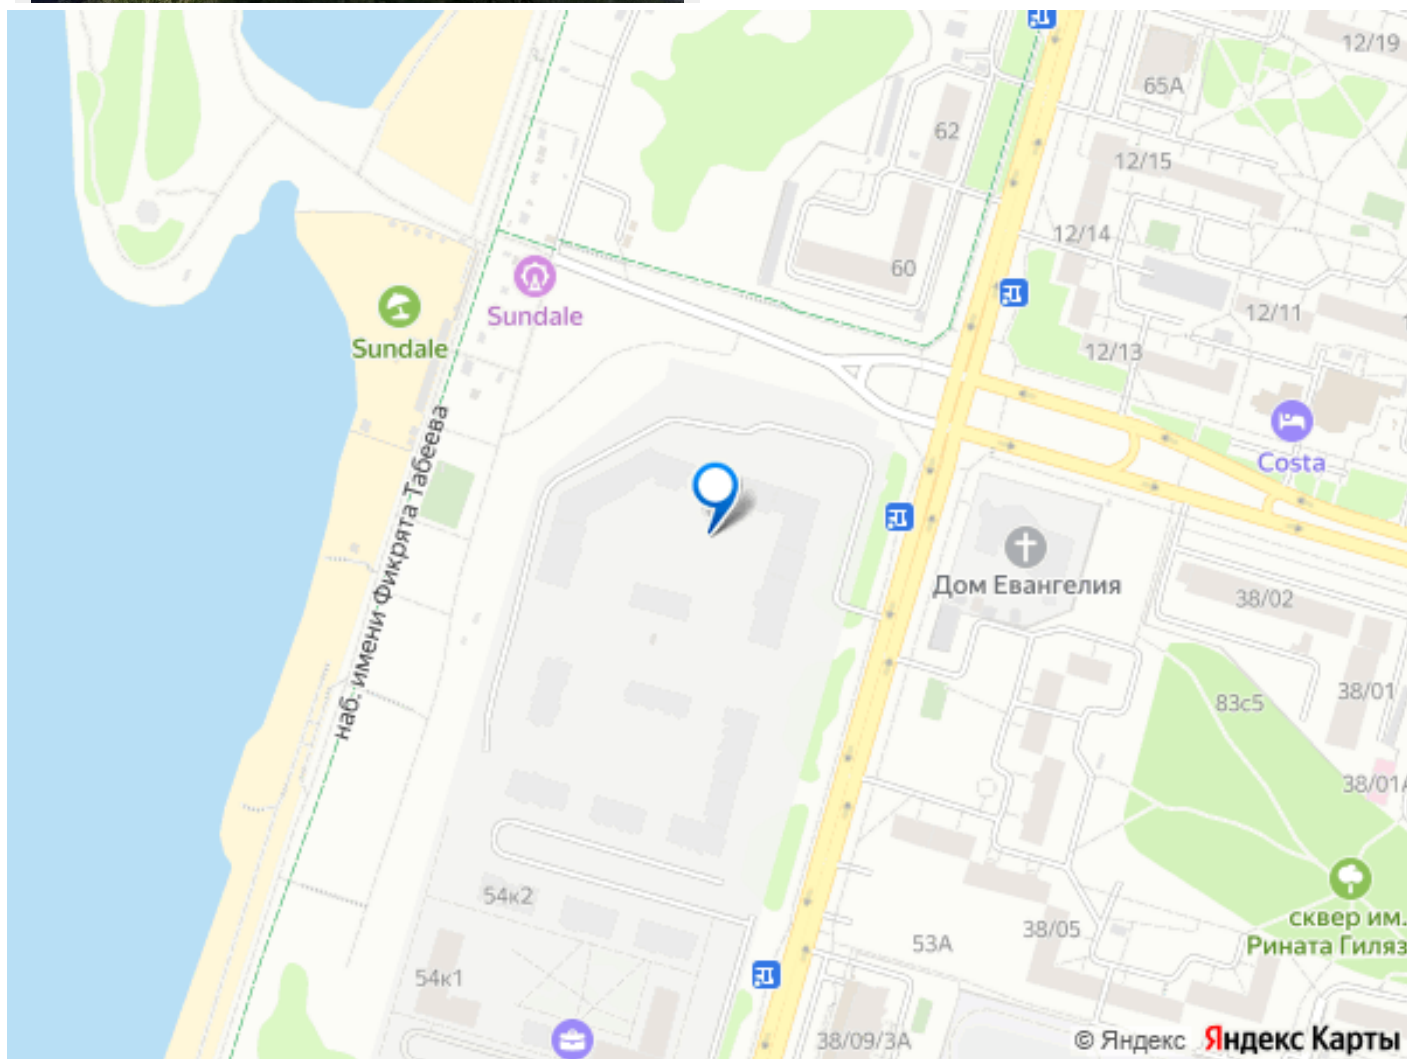 12/19
65А
62
12/15
12/14
60
Sundale
12/11
Sundale
12/13
наб. имени Фикрята Табеева
Costa
Дом Евангелия
38/02
38/01
83с5
38/01А
54к2
сквер им.
Рината Гиляз
38/05
53А
54к1
38/09/3А
© Яндекс Яндекс Карты